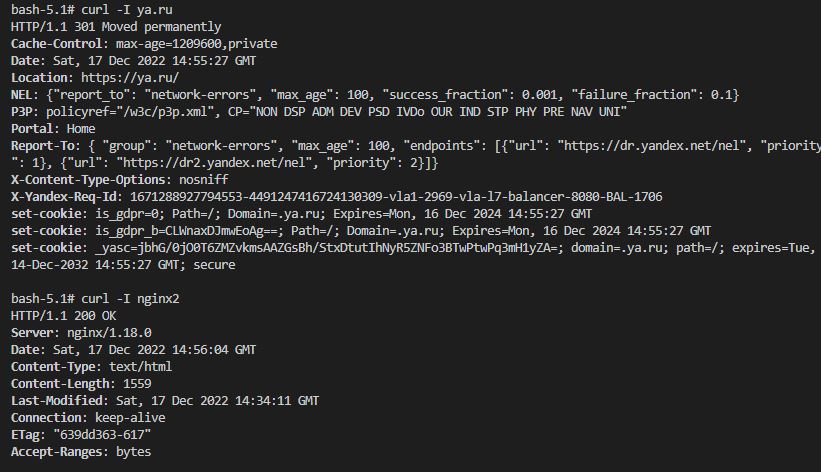 bash-5.1# curl -I ya.ru
HTTP/1.1 301 Moved permanently
Cache-Control: max-age=1209600,private
Date: Sat, 17 Dec 2022 14:55:27 GMT
Location: https://ya.ru/
NEL: {"report_to": "network-errors", "max_age": 100, "success_fraction": 0.001, "failure_fraction": 0.1}
P3P: policyref="/w3c/p3p.xml", CP="NON DSP ADM DEV PSD IVDo OUR IND STP PHY PRE NAV UNI"
Portal: Home
Report-To: { "group": "network-errors", "max_age": 100, "endpoints": [{"url": "https://dr.yandex.net/nel", "priority
": 1}, {"url": "https://dr2.yandex.net/nel", "priority": 2}]}
X-Content-Type-Options: nosniff
X-Yandex-Req-Id: 1671288927794553-4491247416724130309-vla1-2969-vla-l7-balancer-8080-BAL-1706
set-cookie: is_gdpr=0; Path=/; Domain=.ya.ru; Expires=Mon, 16 Dec 2024 14:55:27 GMT
set-cookie: is_gdpr_b=CLWnaxDJmwEoAg==; Path=/; Domain=.ya.ru; Expires=Mon, 16 Dec 2024 14:55:27 GMT
set-cookie: _yasc=jbhG/0jO0T6ZMZvkmsAAZGsBh/StxDtutIhNyR5ZNFo3BTwPtwPq3mH1yZA=; domain=.ya.ru; path=/; expires=Tue,
14-Dec-2032 14:55:27 GMT; secure
bash-5.1# curl -I nginx2
HTTP/1.1 200 OK
Server: nginx/1.18.0
Date: Sat, 17 Dec 2022 14:56:04 GMT
Content-Type: text/html
Content-Length: 1559
Last-Modified: Sat, 17 Dec 2022 14:34:11 GMT
Connection: keep-alive
ETag: "639dd363-617"
Accept-Ranges: bytes